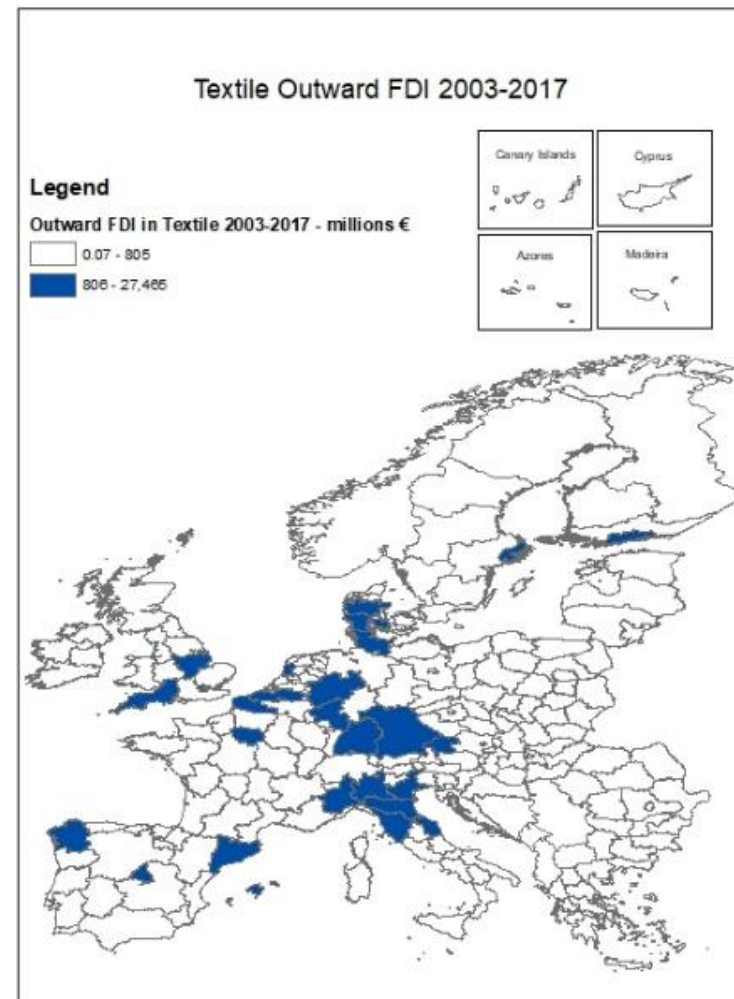 Textile Outward FDI 2003-2017
Canary Islands
Cyprus
Azores
Madeira
Legend
Outward FDI in Textile 2003-2017 - millions €
0.07 - 805
806 - 27,465